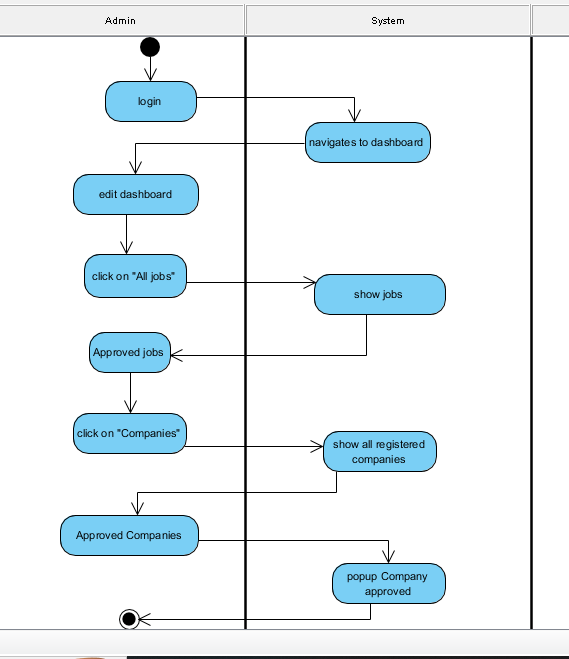 Admin
System
login
navigates to dashboard
edit dashboard
click on "All jobs"
show jobs
Approved jobs
click on "Companies"
show all registered
companies
Approved Companies
popup Company
approved